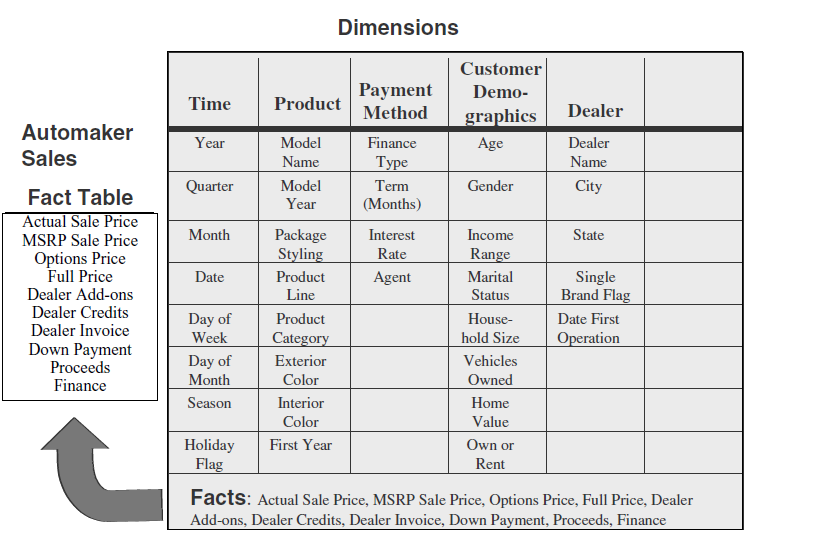 Dimensions
Automaker
Sales
Fact Table
Actual Sale Price
MSRP Sale Price
Options Price
Full Price
Dealer Add-ons
Dealer Credits
Dealer Invoice
Down Payment
Proceeds
Finance
Time
Product
Payment
Method
Customer
Demo-
graphics
Dealer
Year
Model
Name
Finance
Type
Age
Dealer
Name
Quarter
Model
Year
Term
(Months)
Gender
City
Month
Package
Styling
Interest
Rate
Income
Range
State
Date
Product
Line
Agent
Marital
Status
Single
Brand Flag
Day of
Week
Product
Category
House-
hold Size
Date First
Operation
Day of
Month
Exterior
Color
Vehicles
Owned
Season
Interior
Color
Home
Value
Holiday
Flag
First Year
Own or
Rent
Facts: Actual Sale Price, MSRP Sale Price, Options Price, Full Price, Dealer
Add-ons, Dealer Credits, Dealer Invoice, Down Payment, Proceeds, Finance